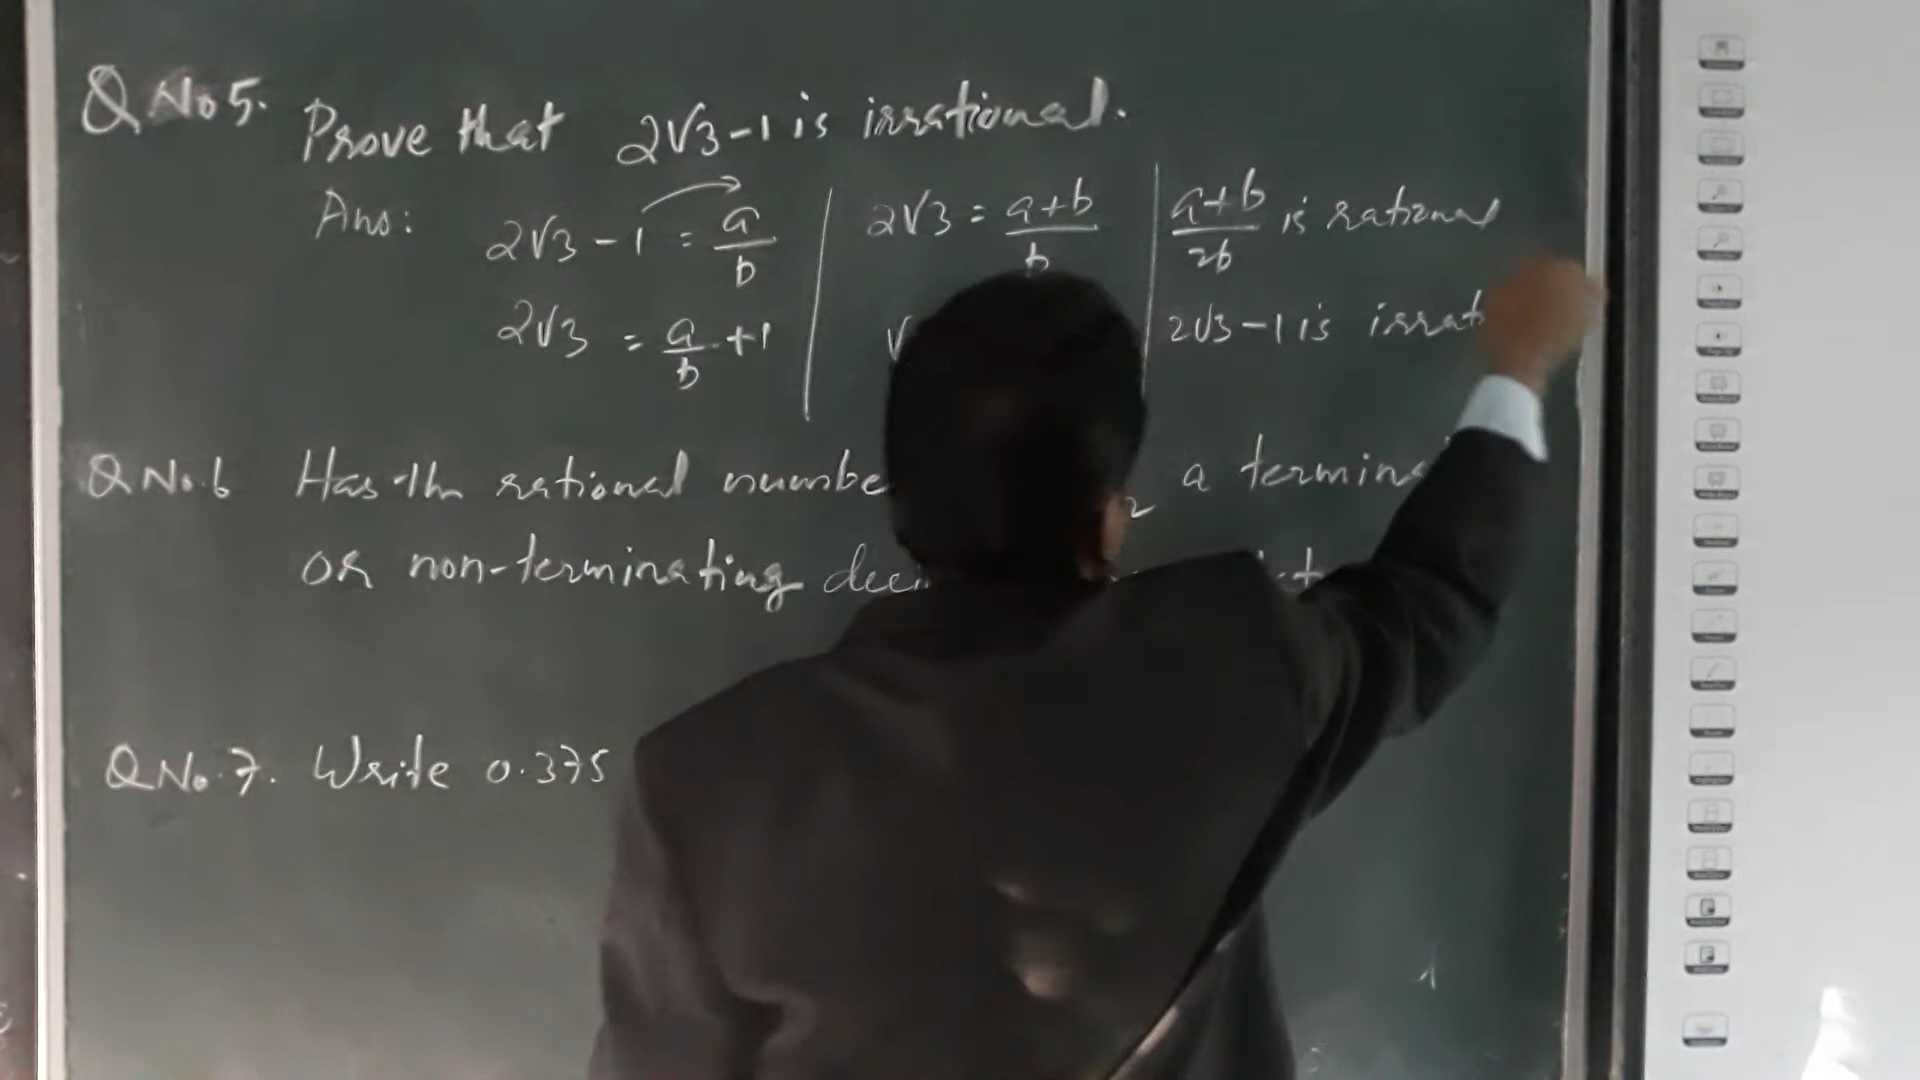 Q No 5. Prove that 2√3-1 is irrational.
Ans: 2√3 - 1 = a/b
2√3 = a/b + 1
2√3 = a+b/b
√
a+b/2b is rational
2√3-1 is irrat
Q No. 6 Has the rational numbe a termina
or non-terminating deci
Q No. 7. Write 0.375